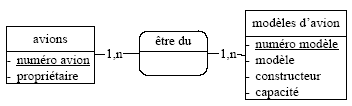 avions
- numéro avion
- propriétaire
1,n
être du
1,n
modèles d'avion
- numéro modèle
- modèle
- constructeur
- capacité